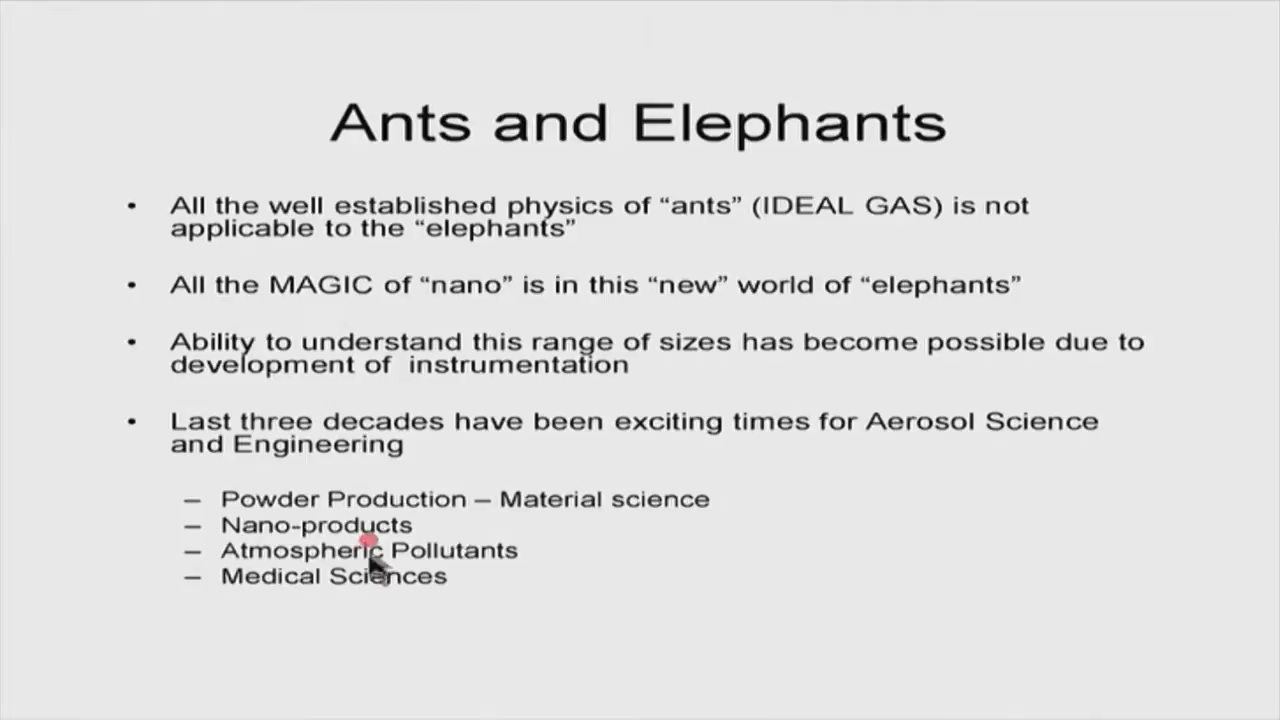 Ants and Elephants
• All the well established physics of “ants” (IDEAL GAS) is not
applicable to the “elephants”
• All the MAGIC of “nano” is in this “new” world of “elephants”
• Ability to understand this range of sizes has become possible due to
development of  instrumentation
• Last three decades have been exciting times for Aerosol Science
and Engineering
– Powder Production – Material science
– Nano-products
– Atmospheric Pollutants
– Medical Sciences